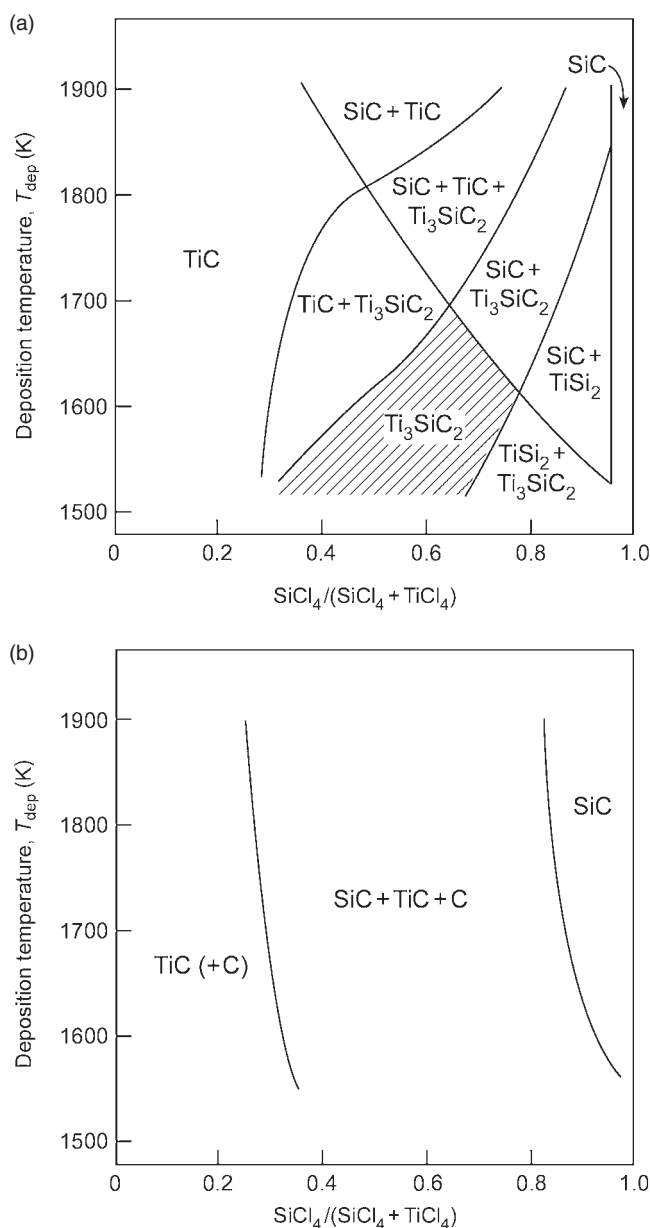 (a)
SiC
1900
SiC + TiC
1800
SiC + TiC +
Ti₃SiC₂
TiC
SiC +
Ti₃SiC₂
1700
TiC + Ti₃SiC₂
SiC +
TiSi₂
1600
Ti₃SiC₂
TiSi₂ +
Ti₃SiC₂
1500
Deposition temperature, T_dep (K)
0 0.2 0.4 0.6 0.8 1.0
SiCl₄/(SiCl₄ + TiCl₄)
(b)
1900
SiC
1800
SiC + TiC + C
1700
TiC (+ C)
1600
1500
Deposition temperature, T_dep (K)
0 0.2 0.4 0.6 0.8 1.0
SiCl₄/(SiCl₄ + TiCl₄)